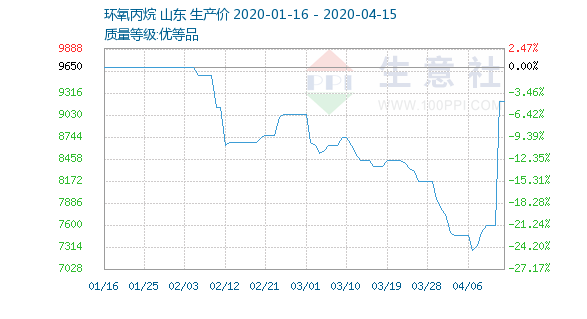 环氧丙烷 山东 生产价 2020-01-16 - 2020-04-15
质量等级:优等品
9888 2.47%
9650 0.00%
9316 -3.46%
9030 -6.42%
8744 -9.39%
8458 -12.35%
8172 -15.31%
7886 -18.28%
7600 -21.24%
7314 -24.20%
7028 -27.17%
PPI 生意社
WWW.100PPI.COM
01/16 01/25 02/03 02/12 02/21 03/01 03/10 03/19 03/28 04/06